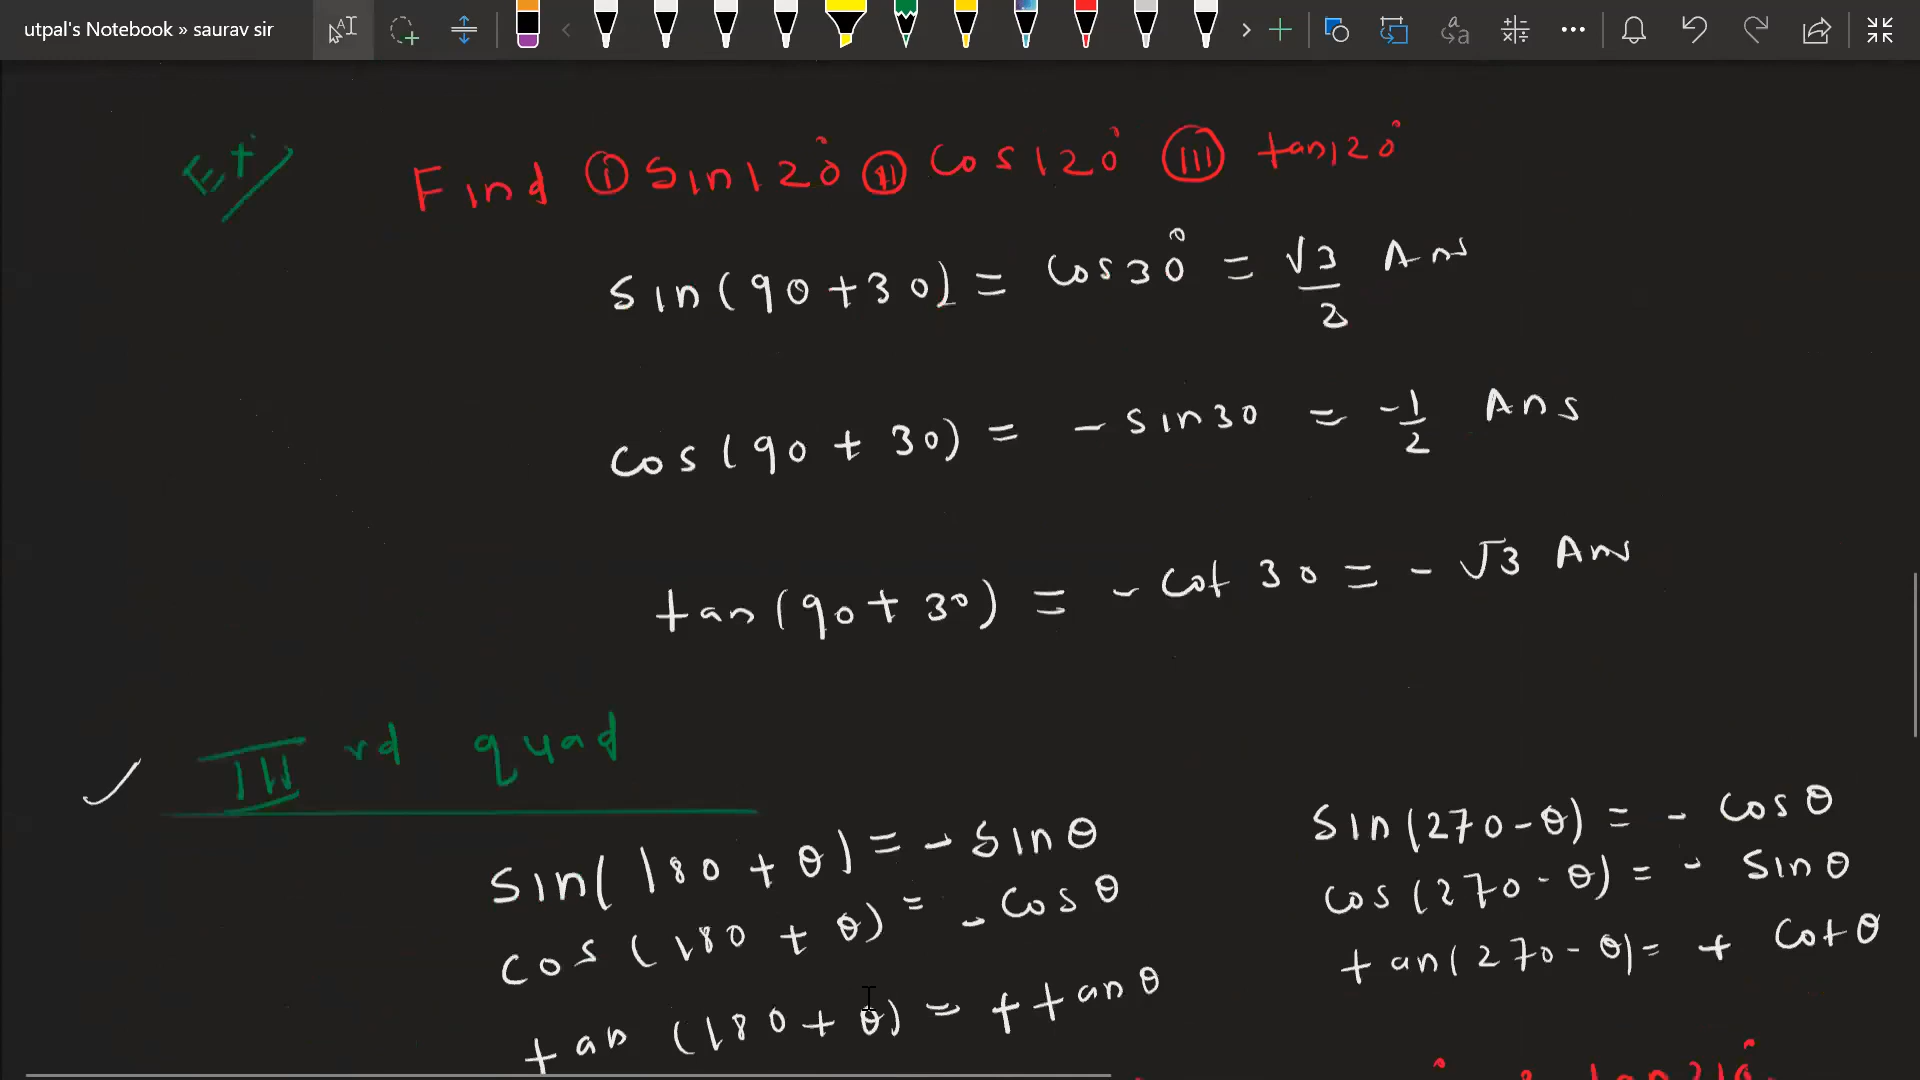 utpal's Notebook » saurav sir
Ex
Find (i) Sin120° (ii) Cos120° (III) tan120°
Sin(90+30) = Cos30° = √3/2 Ans
Cos(90+30) = - Sin30 = -1/2 Ans
tan(90+30) = - Cot 30 = - √3 Ans
III rd quad
Sin(180+θ) = - Sinθ
Cos(180+θ) = - Cosθ
tan(180+θ) = + tanθ
Sin(270-θ) = - Cosθ
Cos(270-θ) = - Sinθ
tan(270-θ) = + Cotθ
tan210°